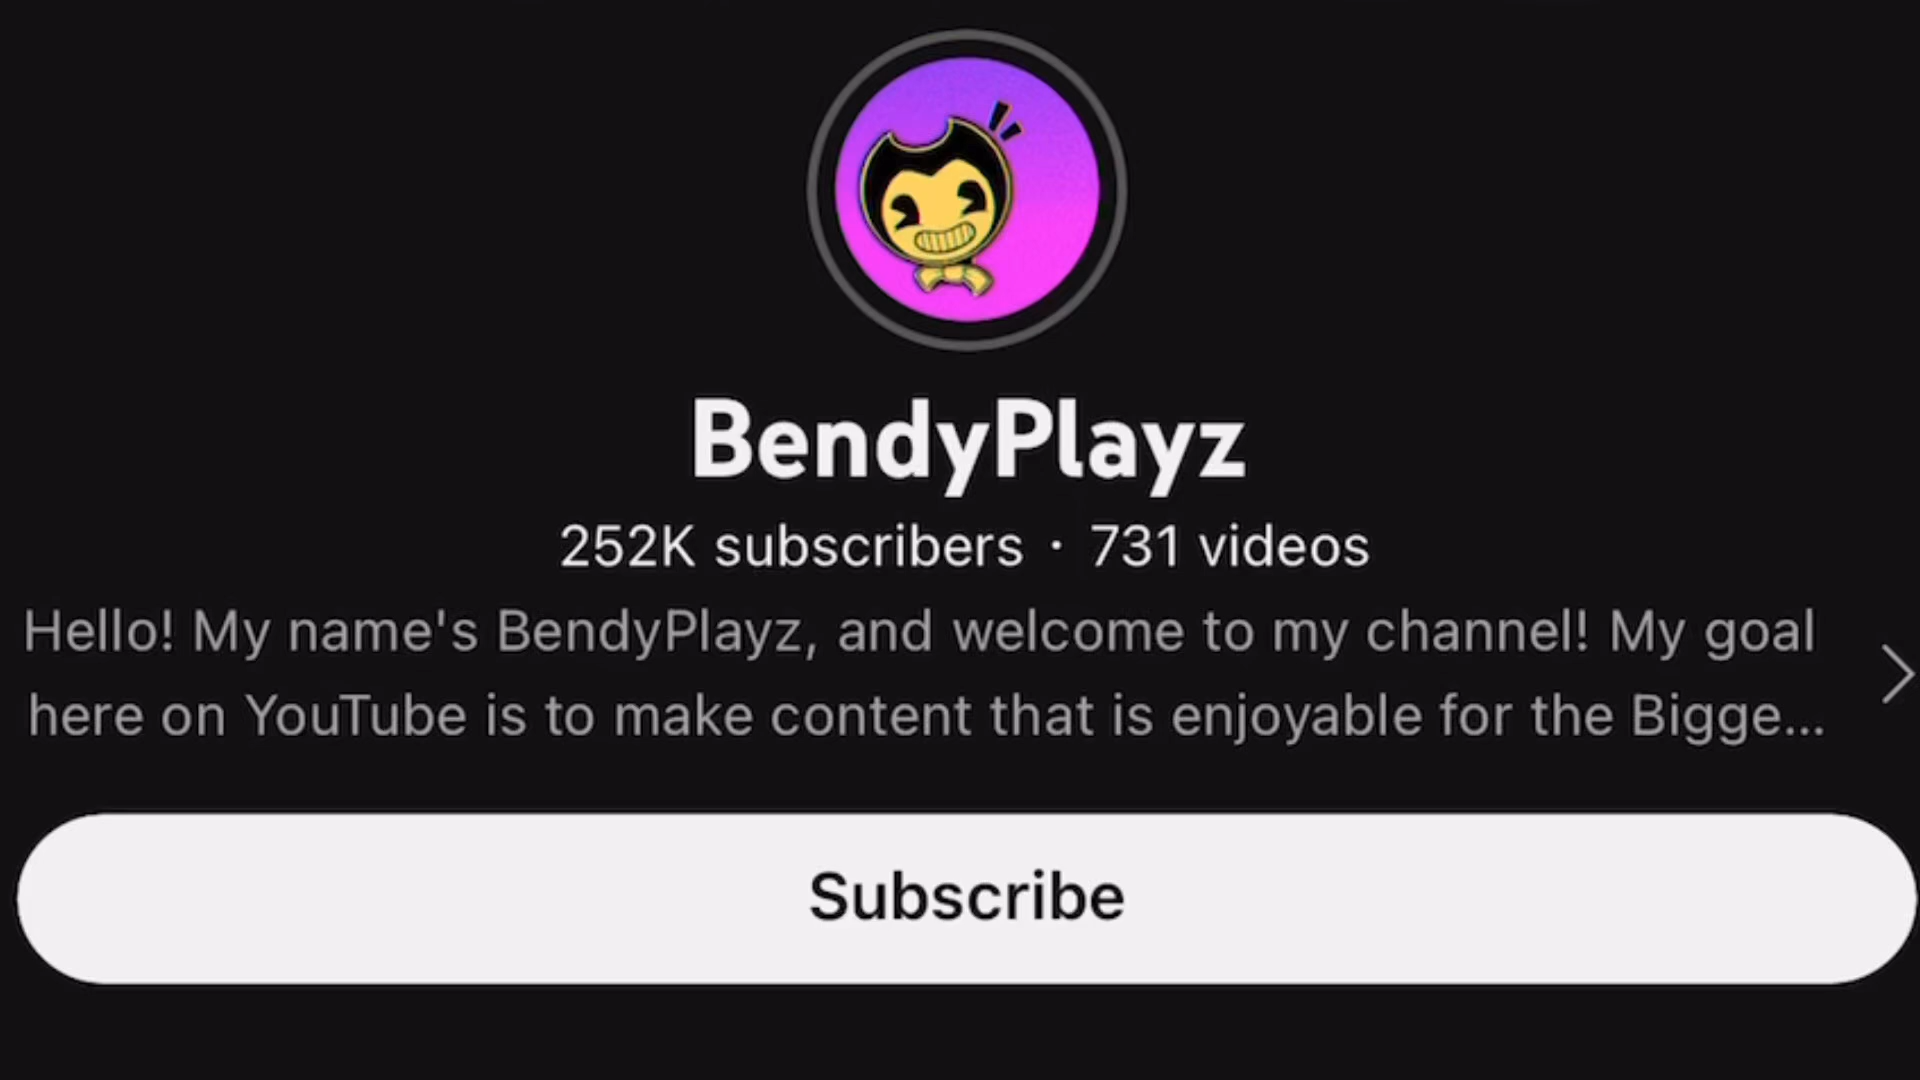 BendyPlayz
252K subscribers · 731 videos
Hello! My name's BendyPlayz, and welcome to my channel! My goal
here on YouTube is to make content that is enjoyable for the Bigge...
Subscribe